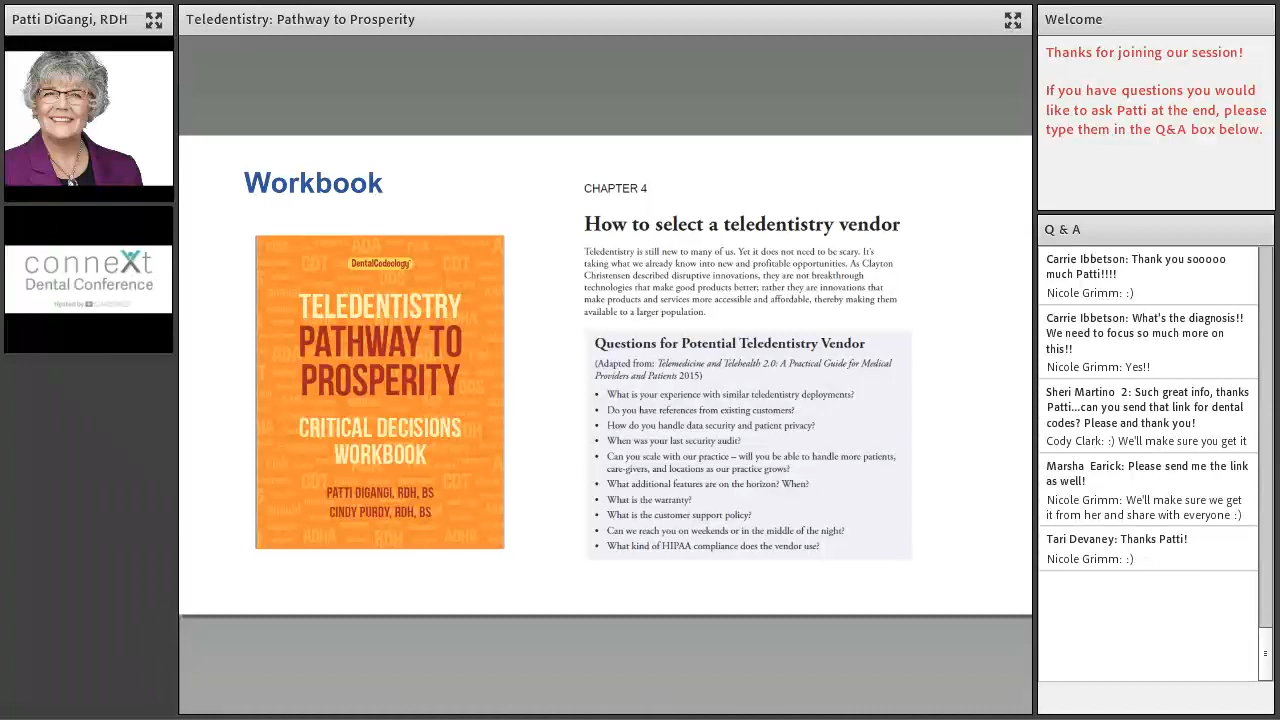 Patti DiGangi, RDH
Teledentistry: Pathway to Prosperity
Welcome
Thanks for joining our session!
If you have questions you would
like to ask Patti at the end, please
type them in the Q&A box below.
conneXt
Dental Conference
Hosted by
Workbook
DentalCodeology
TELEDENTISTRY
PATHWAY TO
PROSPERITY
CRITICAL DECISIONS
WORKBOOK
PATTI DIGANGI, RDH, BS
CINDY PURDY, RDH, BS
CHAPTER 4
How to select a teledentistry vendor
Teledentistry is still new to many of us. Yet it does not need to be scary. It's
taking what we already know into new and profitable opportunities. As Clayton
Christensen described disruptive innovations, they are not breakthrough
technologies that make good products better; rather they are innovations that
make products and services more accessible and affordable, thereby making them
available to a larger population.
Questions for Potential Teledentistry Vendor
(Adapted from: Telemedicine and Telehealth 2.0: A Practical Guide for Medical
Providers and Patients 2015)
• What is your experience with similar teledentistry deployments?
• Do you have references from existing customers?
• How do you handle data security and patient privacy?
• When was your last security audit?
• Can you scale with our practice – will you be able to handle more patients,
care-givers, and locations as our practice grows?
• What additional features are on the horizon? When?
• What is the warranty?
• What is the customer support policy?
• Can we reach you on weekends or in the middle of the night?
• What kind of HIPAA compliance does the vendor use?
Q & A
Carrie Ibbetson: Thank you sooooo
much Patti!!!!
Nicole Grimm: :)
Carrie Ibbetson: What's the diagnosis!!
We need to focus so much more on
this!!
Nicole Grimm: Yes!!
Sheri Martino 2: Such great info, thanks
Patti...can you send that link for dental
codes? Please and thank you!
Cody Clark: :) We'll make sure you get it
Marsha Earick: Please send me the link
as well!
Nicole Grimm: We'll make sure we get
it from her and share with everyone :)
Tari Devaney: Thanks Patti!
Nicole Grimm: :)